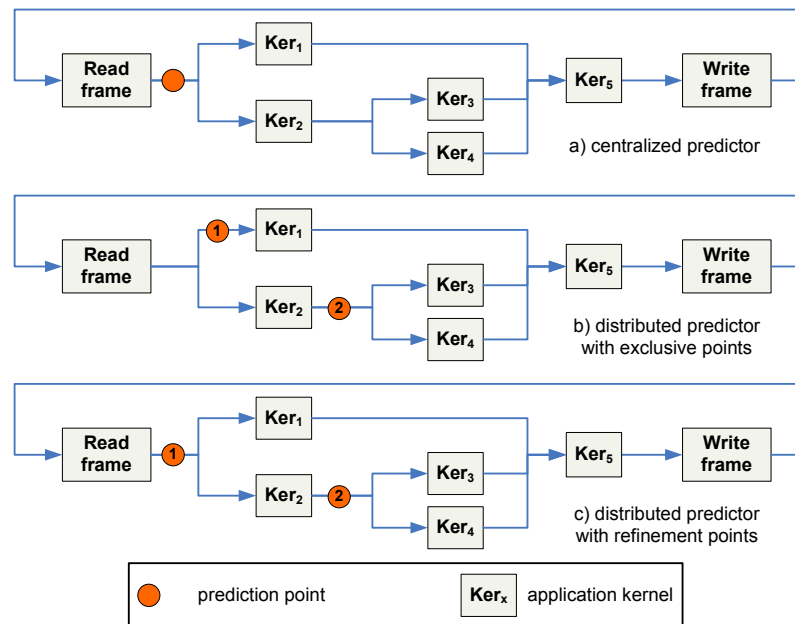 Read
frame
Ker1
Ker2
Ker3
Ker4
Ker5
Write
frame
a) centralized predictor
Read
frame
1
Ker1
Ker2
2
Ker3
Ker4
Ker5
Write
frame
b) distributed predictor
with exclusive points
Read
frame
1
Ker1
Ker2
2
Ker3
Ker4
Ker5
Write
frame
c) distributed predictor
with refinement points
prediction point
Kerx
application kernel